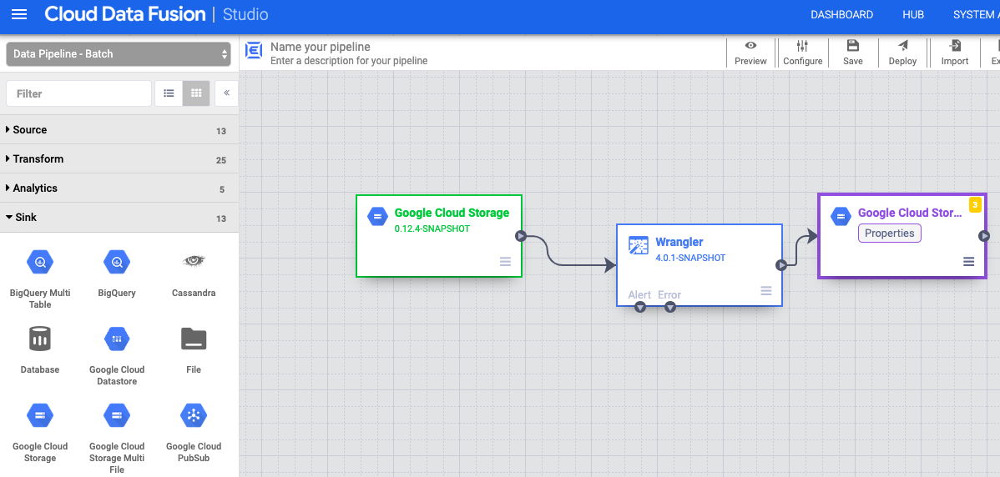 Cloud Data Fusion | Studio
DASHBOARD
HUB
SYSTEM A
Data Pipeline - Batch
Name your pipeline
Enter a description for your pipeline
Preview
Configure
Save
Deploy
Import
Ex
Filter
Source 13
Transform 25
Analytics 5
Sink 13
BigQuery Multi
Table
BigQuery
Cassandra
Database
Google Cloud
Datastore
File
Google Cloud
Storage
Google Cloud
Storage Multi
File
Google Cloud
PubSub
Google Cloud Storage
0.12.4-SNAPSHOT
Wrangler
4.0.1-SNAPSHOT
Alert Error
Google Cloud Stor...
3
Properties